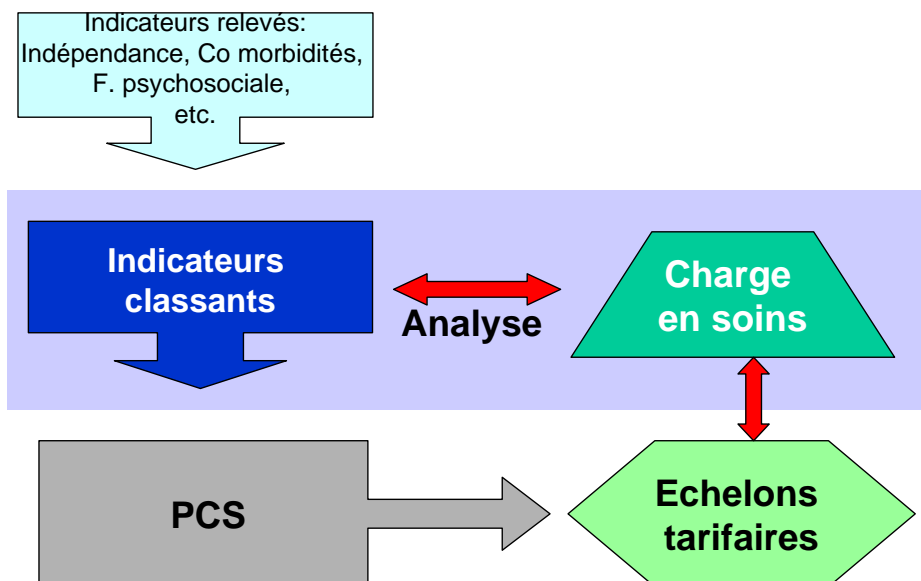 Indicateurs relevés:
Indépendance, Co morbidités,
F. psychosociale,
etc.
Indicateurs
classants
Analyse
Charge
en soins
PCS
Echelons
tarifaires